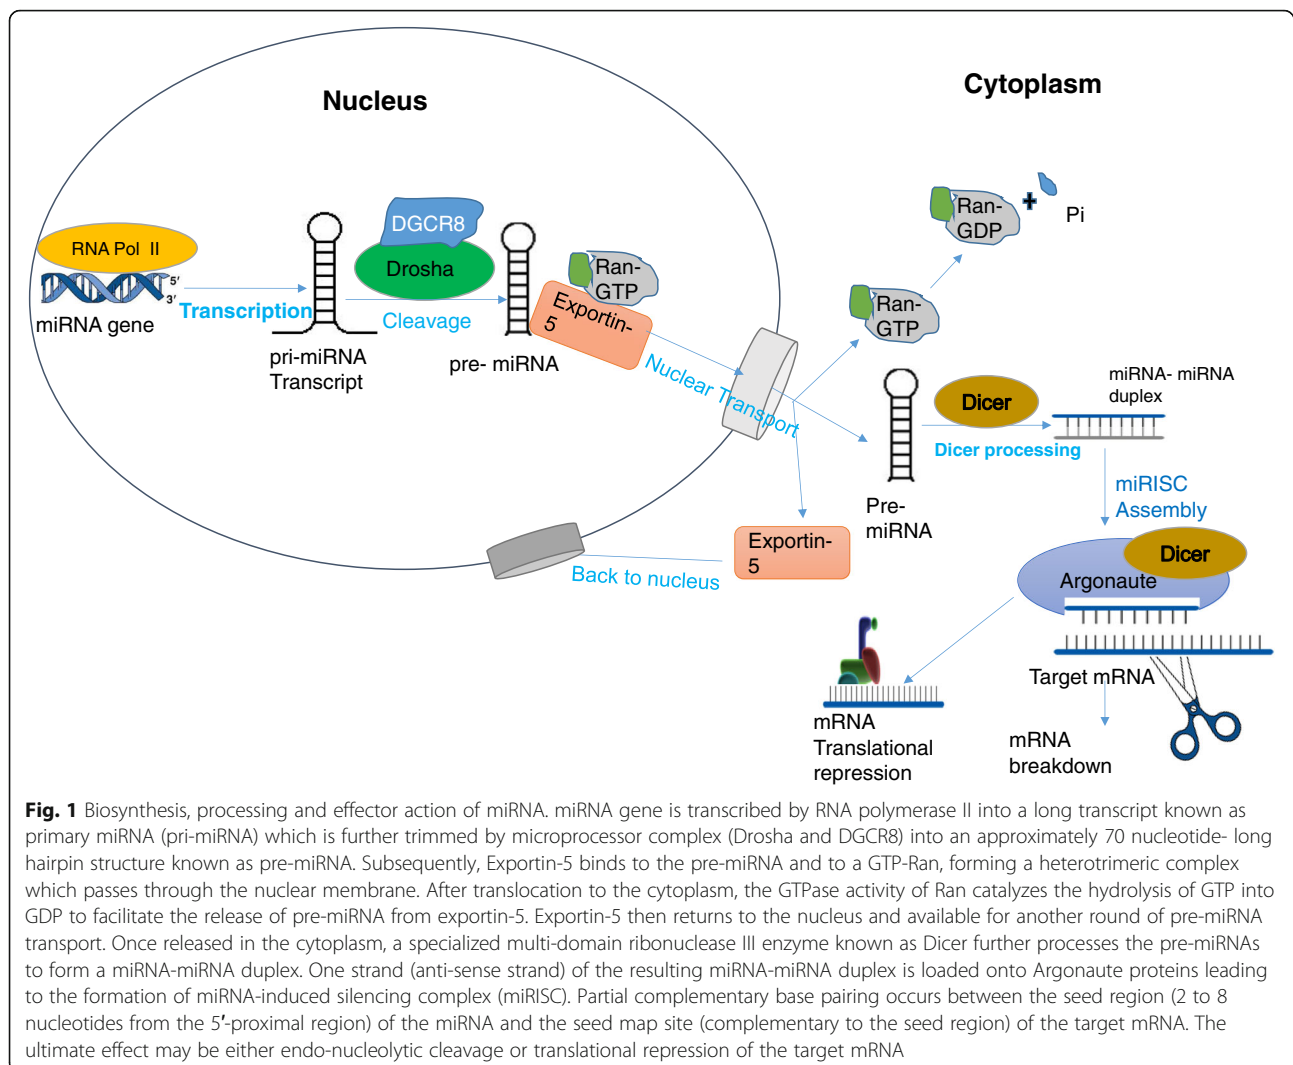 Nucleus
Cytoplasm
RNA Pol II
5′
3′
miRNA gene
Transcription
pri-miRNA
Transcript
DGCR8
Drosha
Cleavage
pre- miRNA
Ran-
GTP
Exportin-
5
Nuclear Transport
Ran-
GTP
Ran-
GDP
+
Pi
Pre-
miRNA
Dicer
Dicer processing
miRNA- miRNA
duplex
miRISC
Assembly
Exportin-
5
Back to nucleus
Dicer
Argonaute
Target mRNA
mRNA
Translational
repression
mRNA
breakdown
Fig. 1 Biosynthesis, processing and effector action of miRNA. miRNA gene is transcribed by RNA polymerase II into a long transcript known as
primary miRNA (pri-miRNA) which is further trimmed by microprocessor complex (Drosha and DGCR8) into an approximately 70 nucleotide- long
hairpin structure known as pre-miRNA. Subsequently, Exportin-5 binds to the pre-miRNA and to a GTP-Ran, forming a heterotrimeric complex
which passes through the nuclear membrane. After translocation to the cytoplasm, the GTPase activity of Ran catalyzes the hydrolysis of GTP into
GDP to facilitate the release of pre-miRNA from exportin-5. Exportin-5 then returns to the nucleus and available for another round of pre-miRNA
transport. Once released in the cytoplasm, a specialized multi-domain ribonuclease III enzyme known as Dicer further processes the pre-miRNAs
to form a miRNA-miRNA duplex. One strand (anti-sense strand) of the resulting miRNA-miRNA duplex is loaded onto Argonaute proteins leading
to the formation of miRNA-induced silencing complex (miRISC). Partial complementary base pairing occurs between the seed region (2 to 8
nucleotides from the 5′-proximal region) of the miRNA and the seed map site (complementary to the seed region) of the target mRNA. The
ultimate effect may be either endo-nucleolytic cleavage or translational repression of the target mRNA